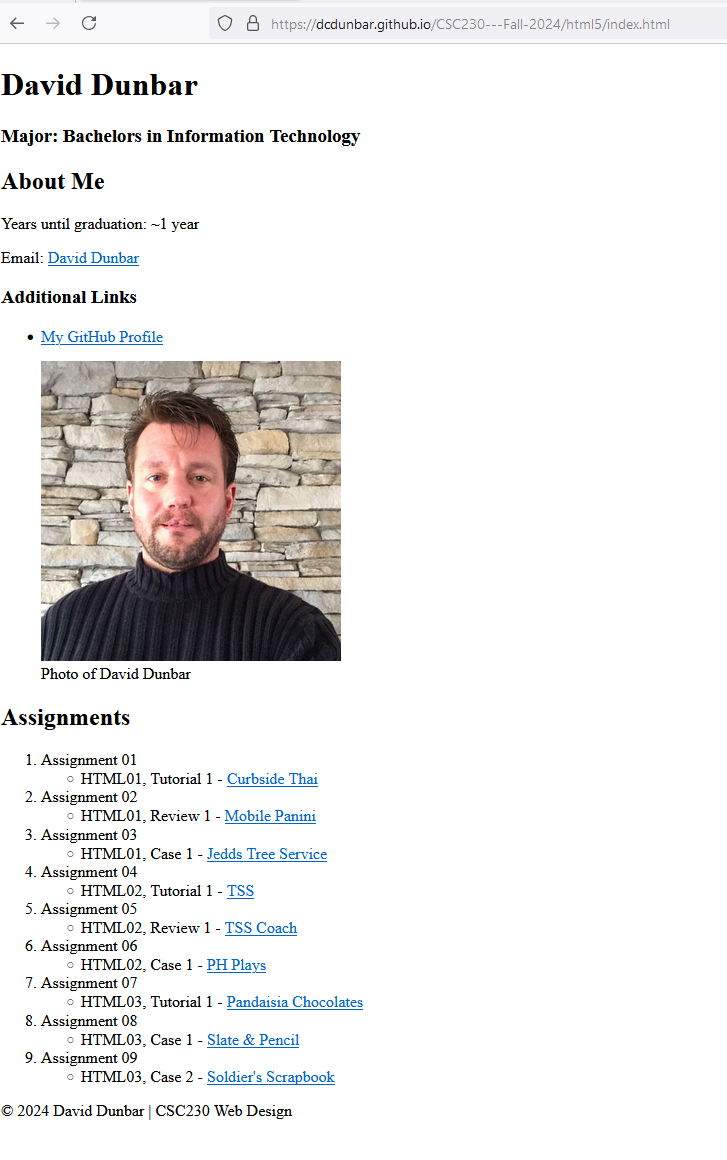 https://dcdunbar.github.io/CSC230---Fall-2024/html5/index.html
David Dunbar
Major: Bachelors in Information Technology
About Me
Years until graduation: ~1 year
Email: David Dunbar
Additional Links
• My GitHub Profile
Photo of David Dunbar
Assignments
1. Assignment 01
○ HTML01, Tutorial 1 - Curbside Thai
2. Assignment 02
○ HTML01, Review 1 - Mobile Panini
3. Assignment 03
○ HTML01, Case 1 - Jedds Tree Service
4. Assignment 04
○ HTML02, Tutorial 1 - TSS
5. Assignment 05
○ HTML02, Review 1 - TSS Coach
6. Assignment 06
○ HTML02, Case 1 - PH Plays
7. Assignment 07
○ HTML03, Tutorial 1 - Pandaisia Chocolates
8. Assignment 08
○ HTML03, Case 1 - Slate & Pencil
9. Assignment 09
○ HTML03, Case 2 - Soldier's Scrapbook
© 2024 David Dunbar | CSC230 Web Design